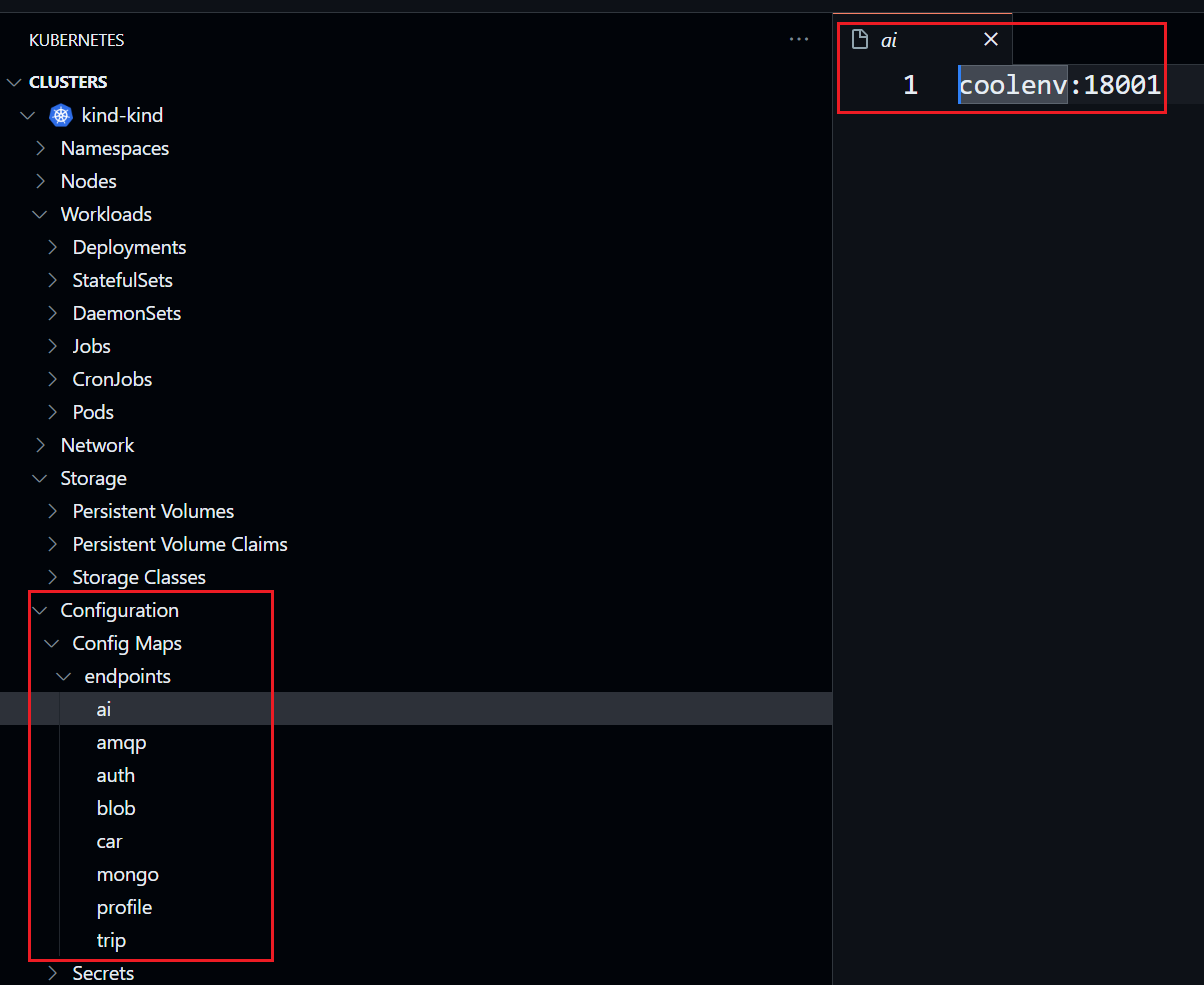 KUBERNETES
CLUSTERS
kind-kind
Namespaces
Nodes
Workloads
Deployments
StatefulSets
DaemonSets
Jobs
CronJobs
Pods
Network
Storage
Persistent Volumes
Persistent Volume Claims
Storage Classes
Configuration
Config Maps
endpoints
ai
amqp
auth
blob
car
mongo
profile
trip
Secrets
ai
1 coolenv:18001